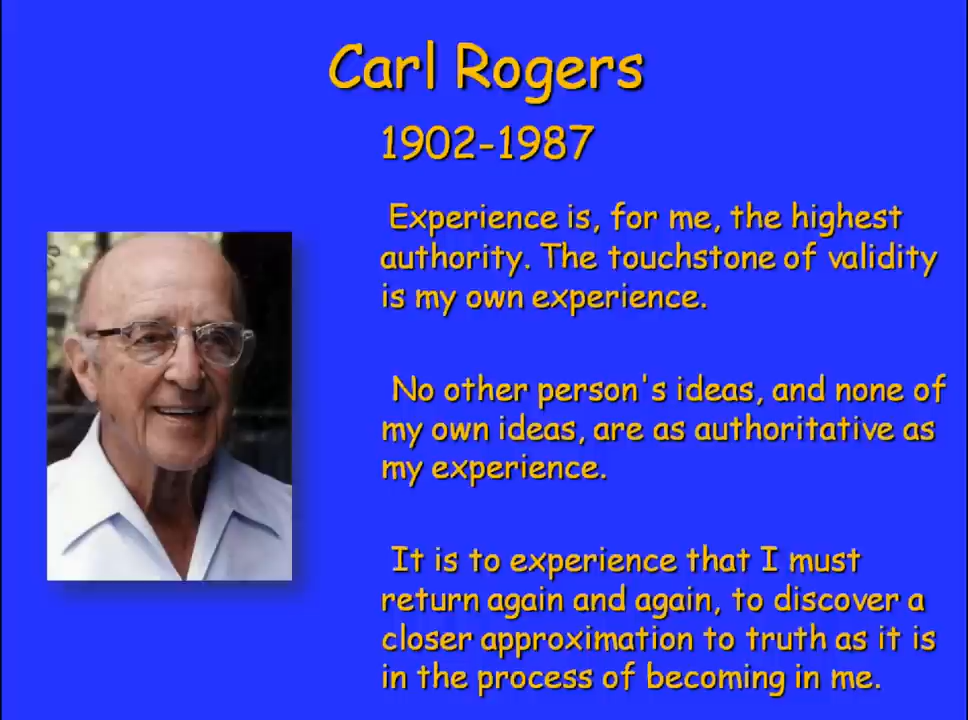 Carl Rogers
1902-1987
Experience is, for me, the highest
authority. The touchstone of validity
is my own experience.
No other person's ideas, and none of
my own ideas, are as authoritative as
my experience.
It is to experience that I must
return again and again, to discover a
closer approximation to truth as it is
in the process of becoming in me.